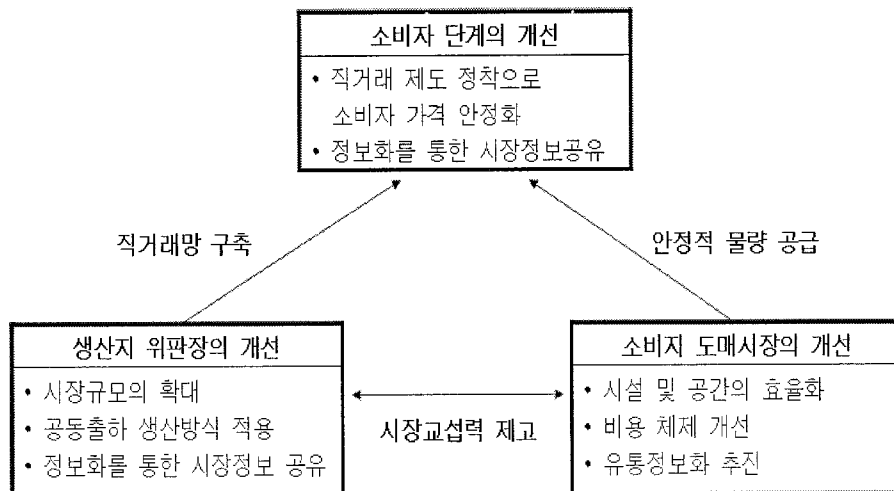 소비자 단계의 개선
• 직거래 제도 정착으로
소비자 가격 안정화
• 정보화를 통한 시장정보공유
직거래망 구축
안정적 물량 공급
생산지 위판장의 개선
• 시장규모의 확대
• 공동출하 생산방식 적용
• 정보화를 통한 시장정보 공유
시장교섭력 제고
소비지 도매시장의 개선
• 시설 및 공간의 효율화
• 비용 체제 개선
• 유통정보화 추진